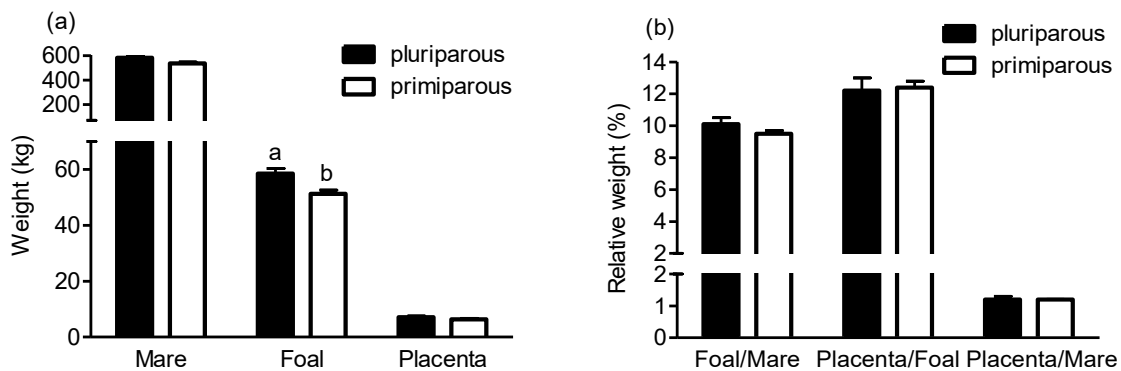 (a)
pluriparous
primiparous
Weight (kg)
600
400
200
60
40
20
0
a
b
Mare Foal Placenta
(b)
pluriparous
primiparous
Relative weight (%)
14
12
10
8
6
4
2
2
1
0
Foal/Mare Placenta/Foal Placenta/Mare